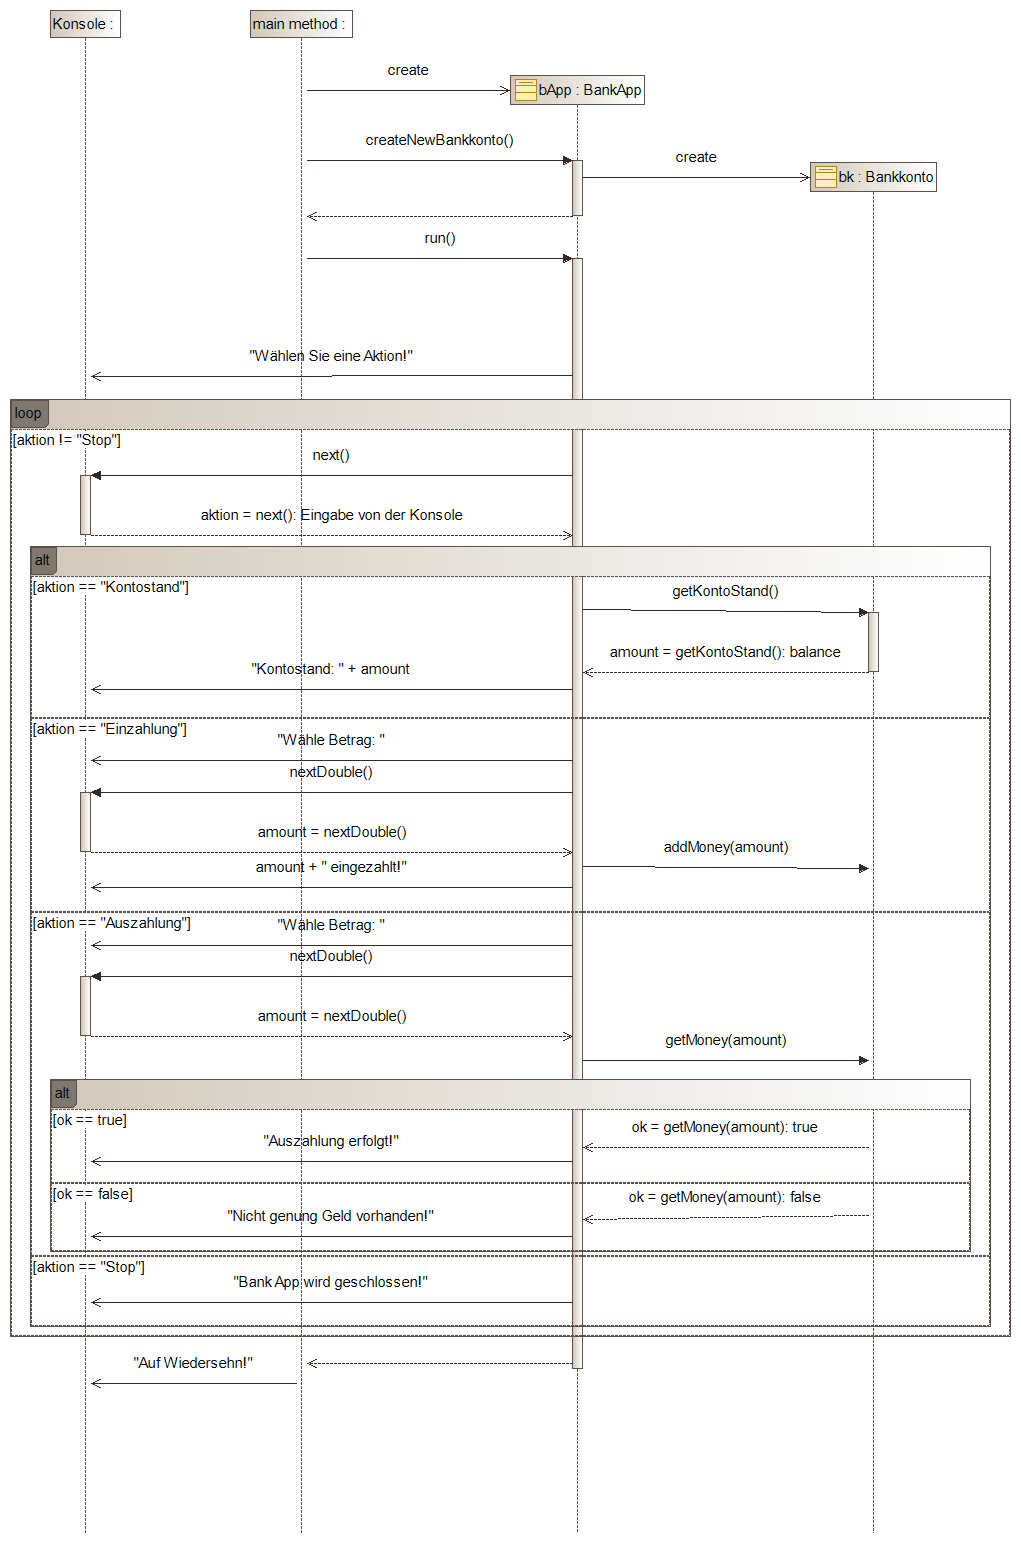 Konsole :
main method :
create
bApp : BankApp
createNewBankkonto()
create
bk : Bankkonto
run()
"Wählen Sie eine Aktion!"
loop
[aktion != "Stop"]
next()
aktion = next(): Eingabe von der Konsole
alt
[aktion == "Kontostand"]
getKontoStand()
amount = getKontoStand(): balance
"Kontostand: " + amount
[aktion == "Einzahlung"]
"Wähle Betrag: "
nextDouble()
amount = nextDouble()
addMoney(amount)
amount + " eingezahlt!"
[aktion == "Auszahlung"]
"Wähle Betrag: "
nextDouble()
amount = nextDouble()
getMoney(amount)
alt
[ok == true]
ok = getMoney(amount): true
"Auszahlung erfolgt!"
[ok == false]
ok = getMoney(amount): false
"Nicht genung Geld vorhanden!"
[aktion == "Stop"]
"Bank App wird geschlossen!"
"Auf Wiedersehn!"